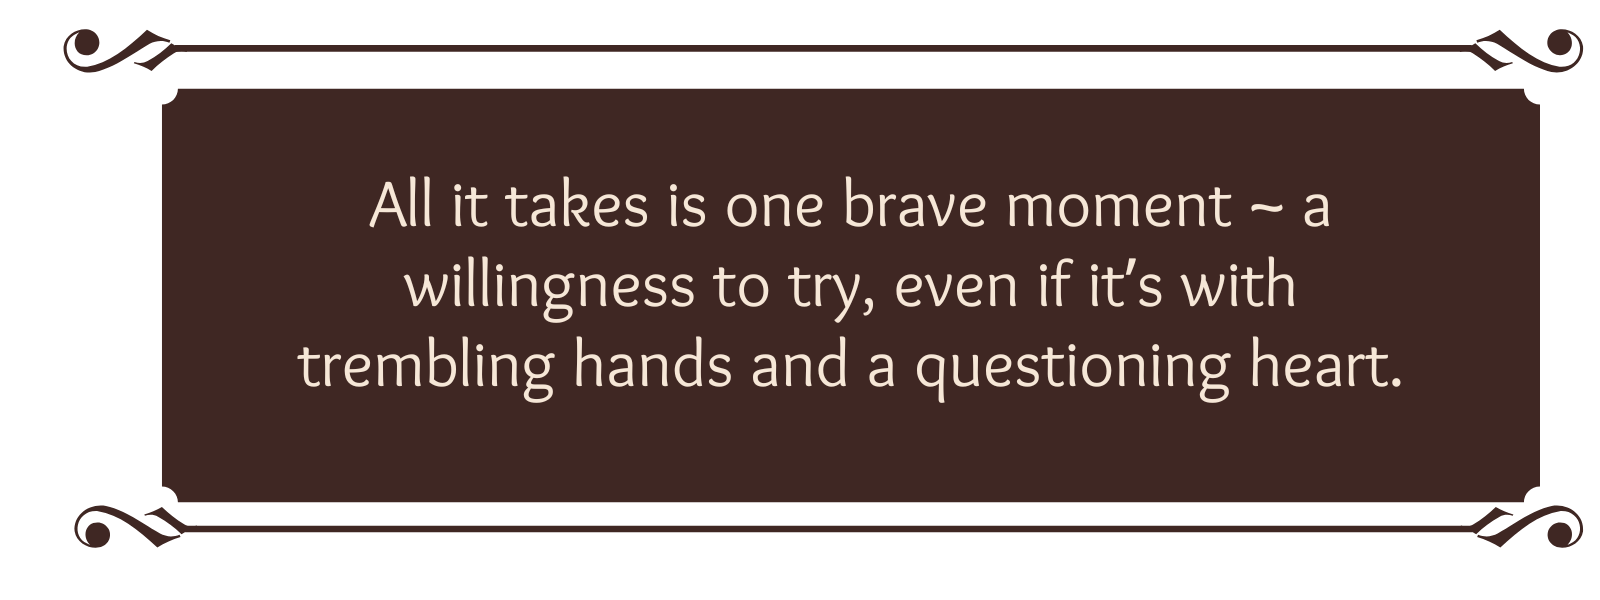 All it takes is one brave moment ~ a
willingness to try, even if it's with
trembling hands and a questioning heart.